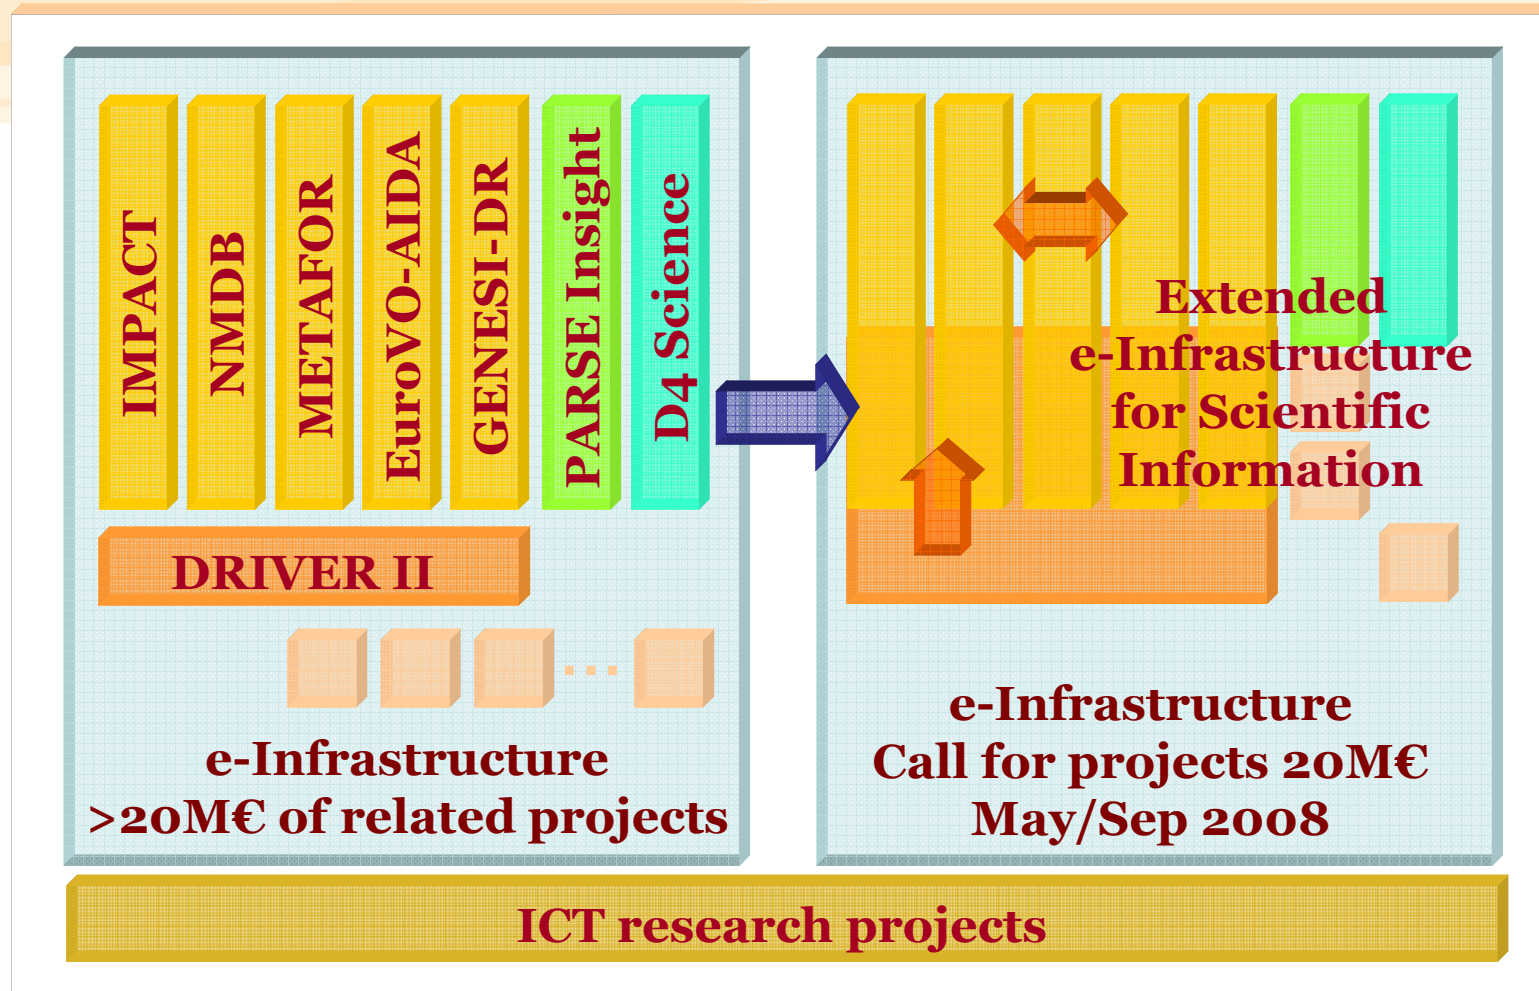 IMPACT
NMDB
METAFOR
EuroVO-AIDA
GENESI-DR
PARSE Insight
D4 Science
DRIVER II
...
e-Infrastructure
>20M€ of related projects
Extended
e-Infrastructure
for Scientific
Information
e-Infrastructure
Call for projects 20M€
May/Sep 2008
ICT research projects